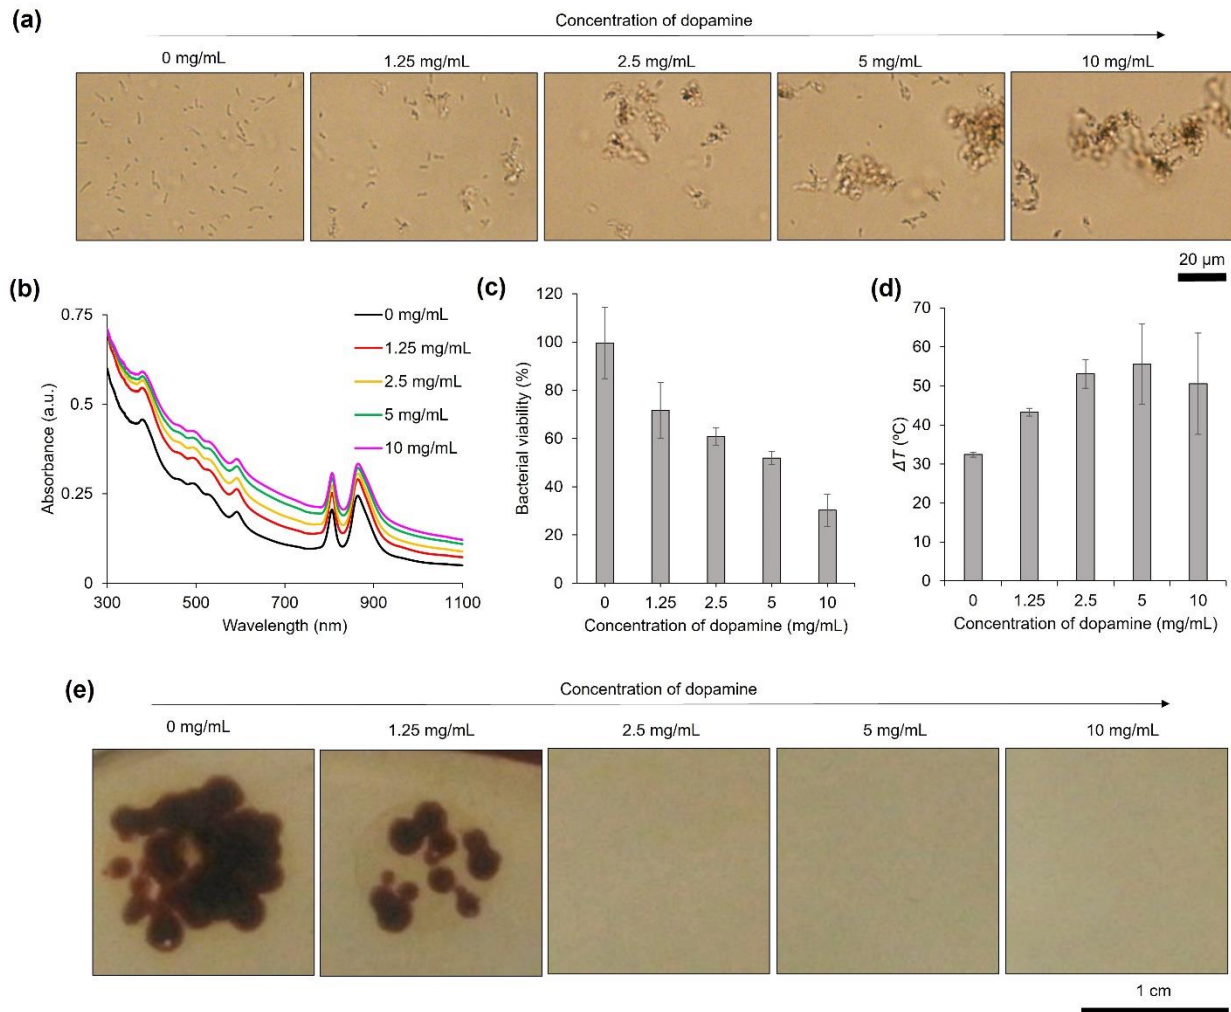 (a)
Concentration of dopamine
0 mg/mL
1.25 mg/mL
2.5 mg/mL
5 mg/mL
10 mg/mL
20 μm
(b)
0.75
0.5
0.25
0
Absorbance (a.u.)
300
500
700
900
1100
Wavelength (nm)
0 mg/mL
1.25 mg/mL
2.5 mg/mL
5 mg/mL
10 mg/mL
(c)
120
100
80
60
40
20
0
Bacterial viability (%)
0
1.25
2.5
5
10
Concentration of dopamine (mg/mL)
(d)
70
60
50
40
30
20
10
0
ΔT (°C)
0
1.25
2.5
5
10
Concentration of dopamine (mg/mL)
(e)
Concentration of dopamine
0 mg/mL
1.25 mg/mL
2.5 mg/mL
5 mg/mL
10 mg/mL
1 cm